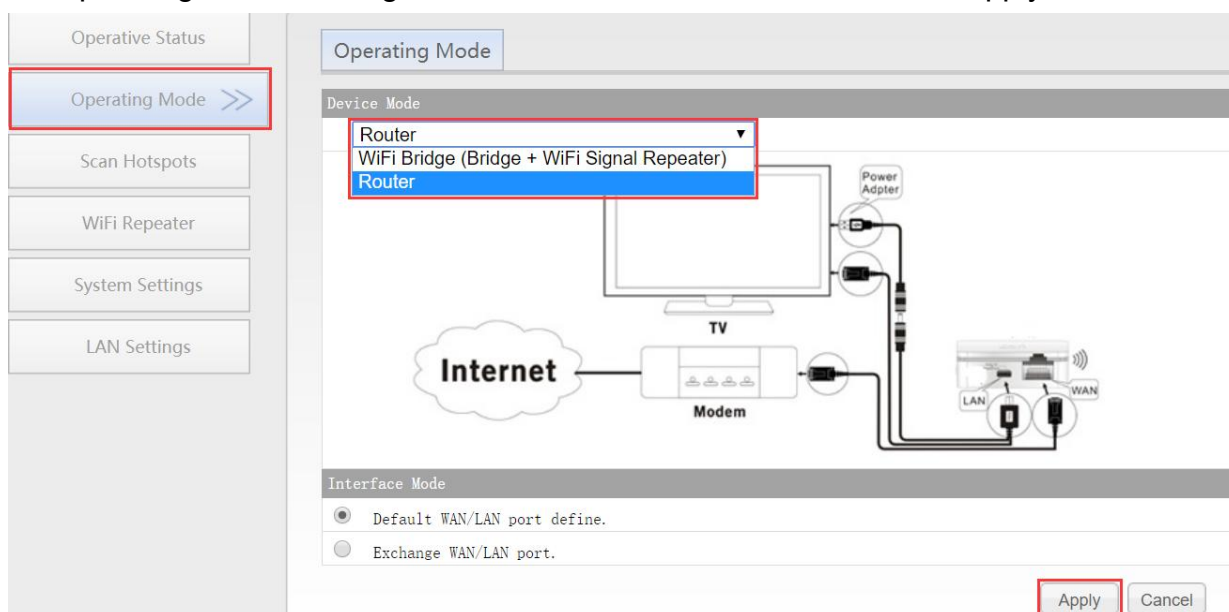 Operative Status
Operating Mode
Scan Hotspots
WiFi Repeater
System Settings
LAN Settings
Operating Mode
Device Mode
Router
WiFi Bridge (Bridge + WiFi Signal Repeater)
Router
Power
Adpter
TV
Internet
Modem
LAN
WAN
Interface Mode
Default WAN/LAN port define.
Exchange WAN/LAN port.
Apply
Cancel